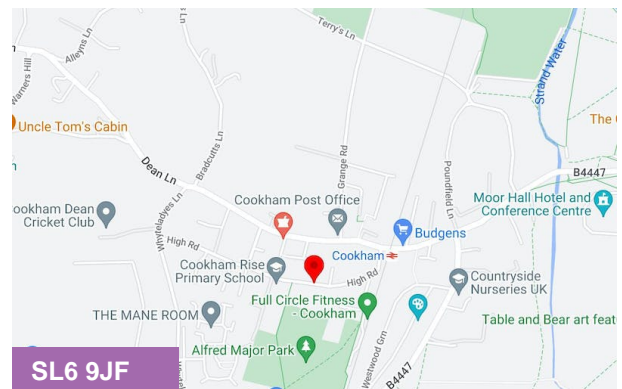 Terry's Ln
Alleyns Ln
Warners Hill
Strand Water
Uncle Tom's Cabin
The
Bradcutts Ln
Dean Ln
Grange Rd
B4447
Poundfield Ln
Moor Hall Hotel and
Conference Centre
Cookham Post Office
ookham Dean
Cricket Club
Whyteladyes Ln
Budgens
High Rd
Cookham
Cookham Rise
Primary School
High Rd
Countryside
Nurseries UK
Full Circle Fitness
- Cookham
THE MANE ROOM
Table and Bear art feat
Alfred Major Park
Westwood Grn
B4447
SL6 9JF